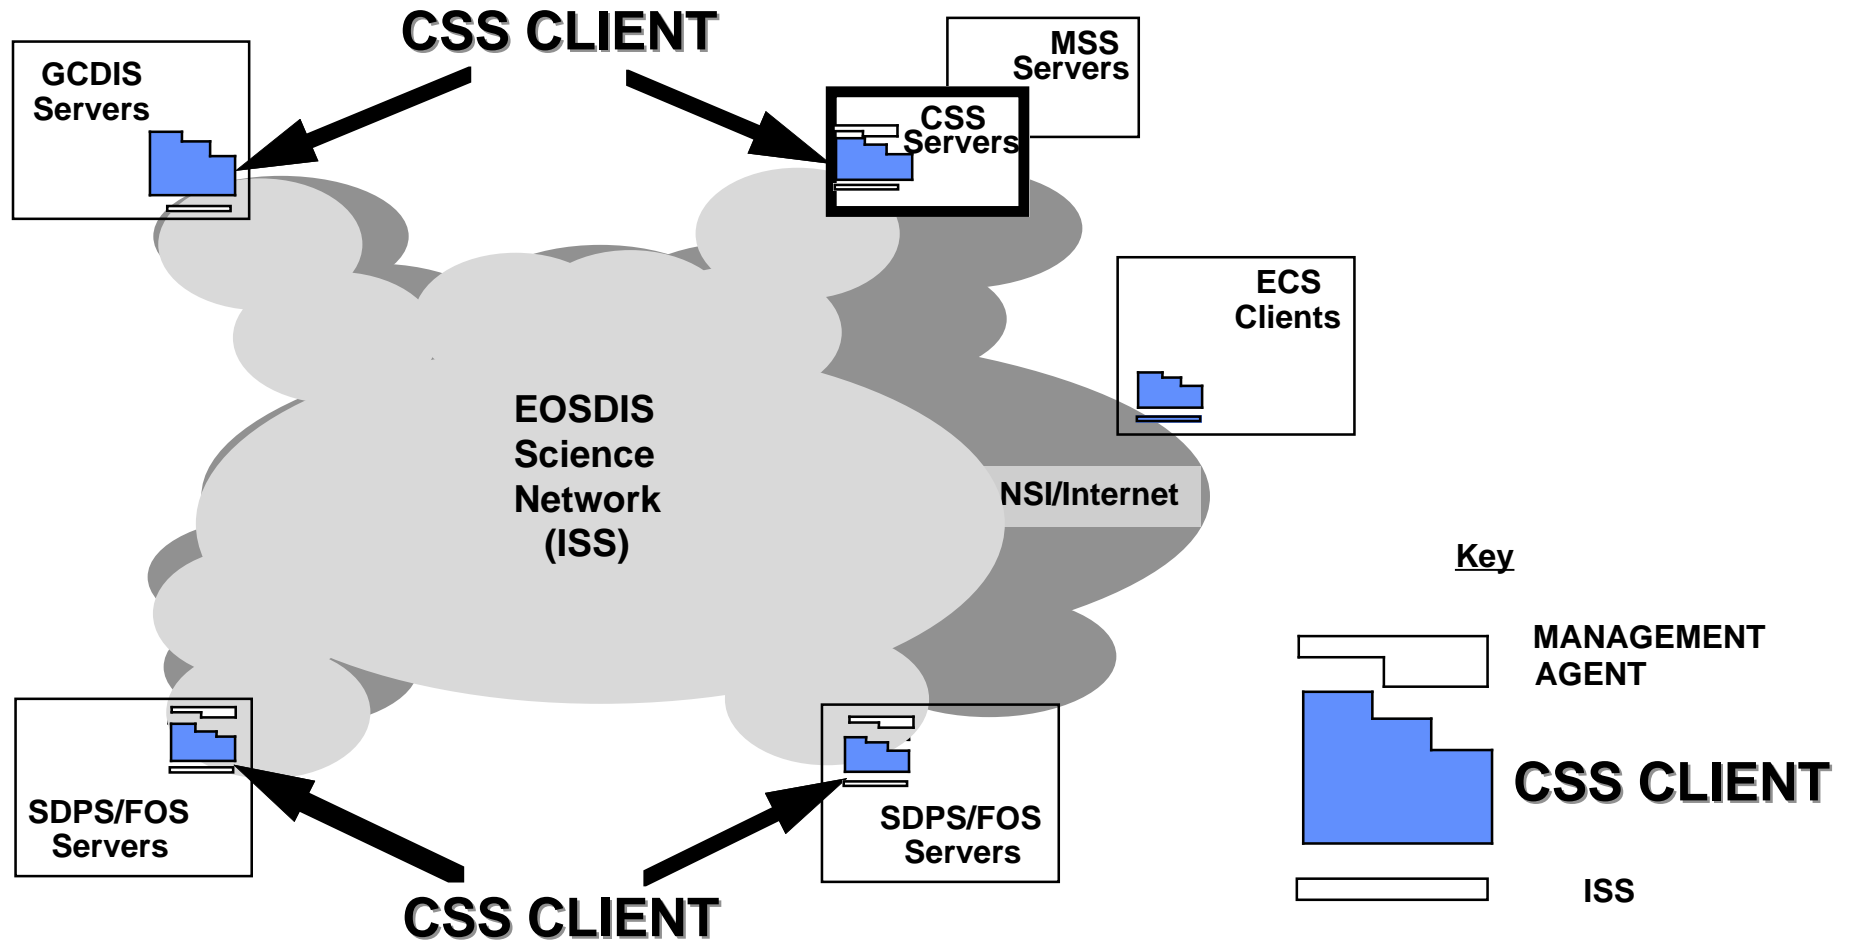 CSS CLIENT
GCDIS
Servers
MSS
Servers
CSS
Servers
ECS
Clients
EOSDIS
Science
Network
(ISS)
NSI/Internet
Key
MANAGEMENT
AGENT
CSS CLIENT
ISS
SDPS/FOS
Servers
SDPS/FOS
Servers
CSS CLIENT